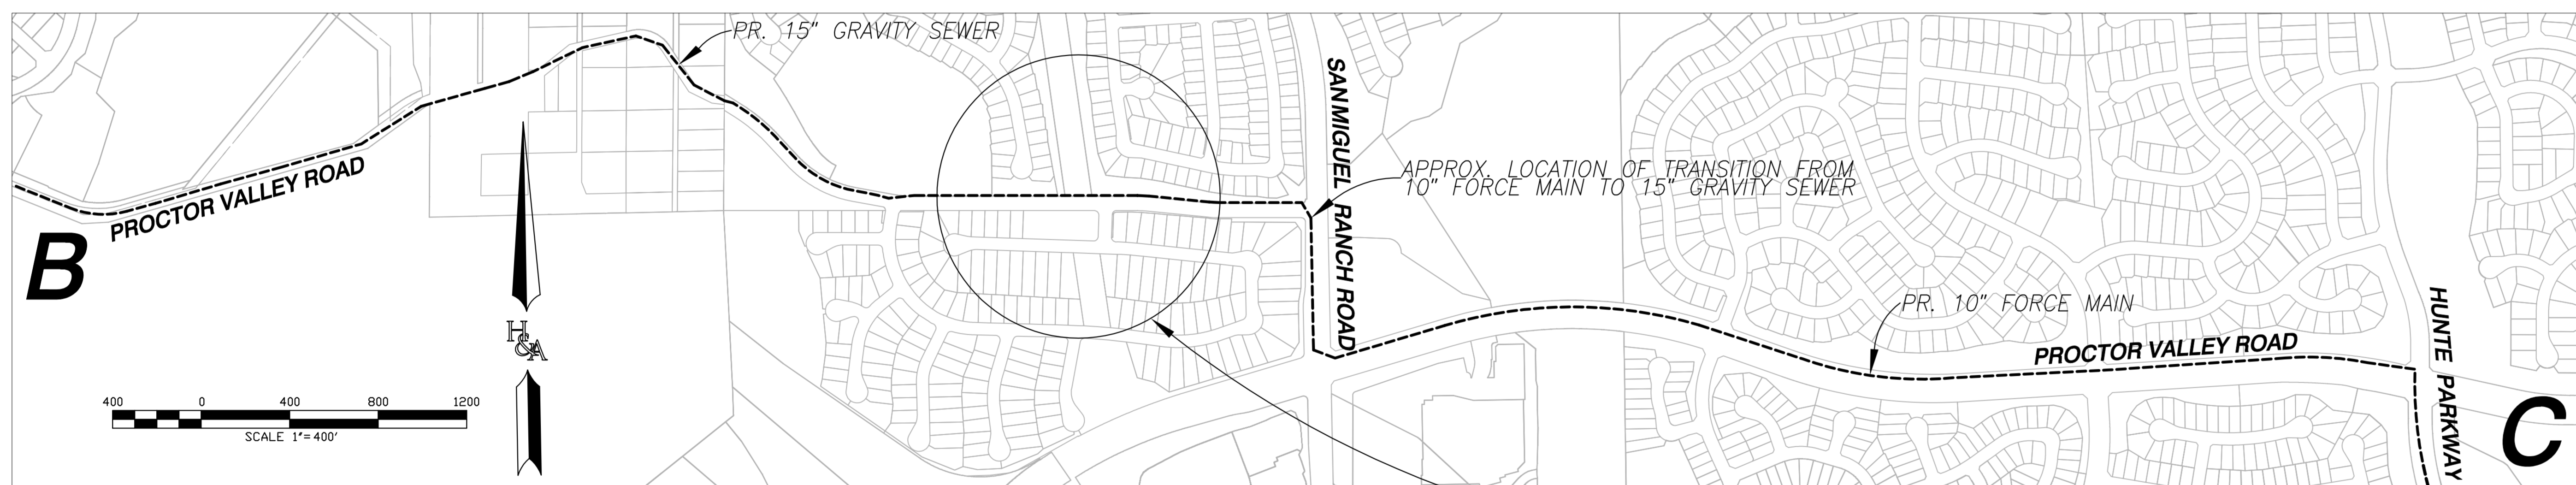 PR. 15" GRAVITY SEWER
SAN MIGUEL RANCH ROAD
APPROX. LOCATION OF TRANSITION FROM
10" FORCE MAIN TO 15" GRAVITY SEWER
PROCTOR VALLEY ROAD
B
H&A
PR. 10" FORCE MAIN
PROCTOR VALLEY ROAD
HUNTE PARKWAY
C
400 0 400 800 1200
SCALE 1"=400'